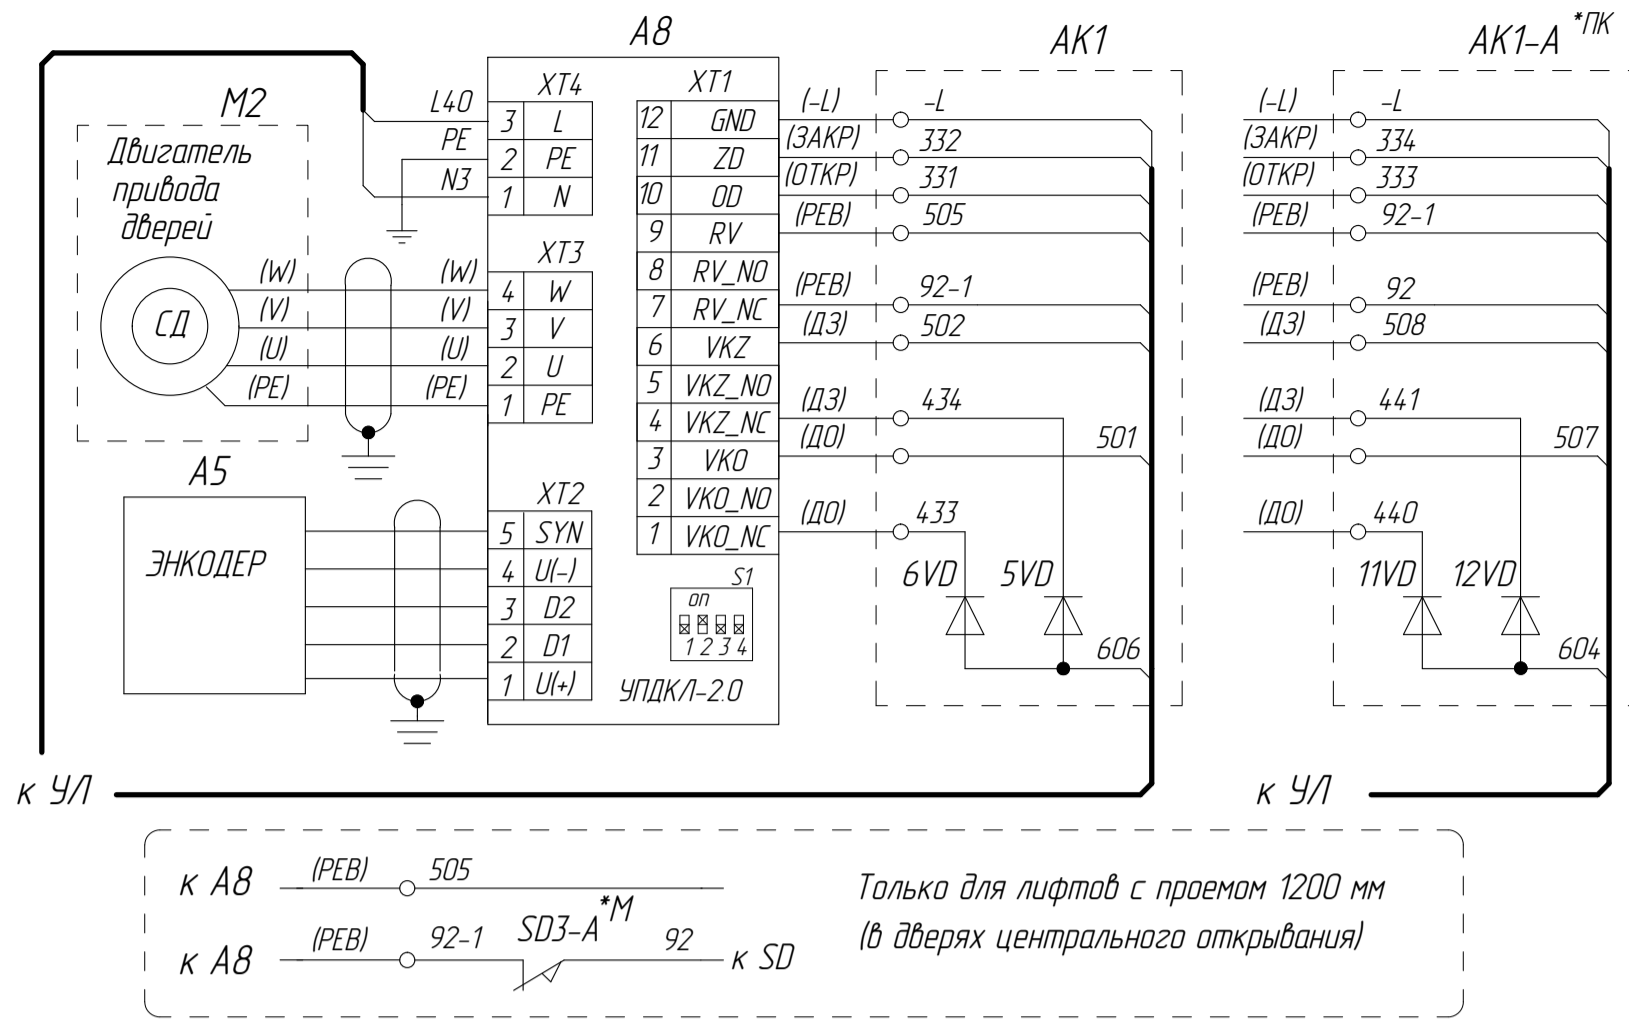 A8
AK1
AK1-A *ПК
M2
Двигатель
привода
дверей
СД
(W)
(V)
(U)
(PE)
(W)
(V)
(U)
(PE)
L40
PE
N3
XT4
3 L
2 PE
1 N
XT3
4 W
3 V
2 U
1 PE
A5
ЭНКОДЕР
XT2
5 SYN
4 U(-)
3 D2
2 D1
1 U(+)
XT1
12 GND
11 ZD
10 OD
9 RV
8 RV_NO
7 RV_NC
6 VKZ
5 VKZ_NO
4 VKZ_NC
3 VKO
2 VKO_NO
1 VKO_NC
S1
ON
1 2 3 4
УПДКЛ-2.0
(-L) -L
(ЗАКР) 332
(ОТКР) 331
(РЕВ) 505
(РЕВ) 92-1
(ДЗ) 502
(ДЗ) 434
(ДО) 501
(ДО) 433
6VD 5VD
606
(-L) -L
(ЗАКР) 334
(ОТКР) 333
(РЕВ) 92-1
(РЕВ) 92
(ДЗ) 508
(ДЗ) 441
(ДО) 507
(ДО) 440
11VD 12VD
604
к УЛ
к УЛ
к A8 (РЕВ) 505
к A8 (РЕВ) 92-1 SD3-A *М 92 к SD
Только для лифтов с проемом 1200 мм
(в дверях центрального открывания)